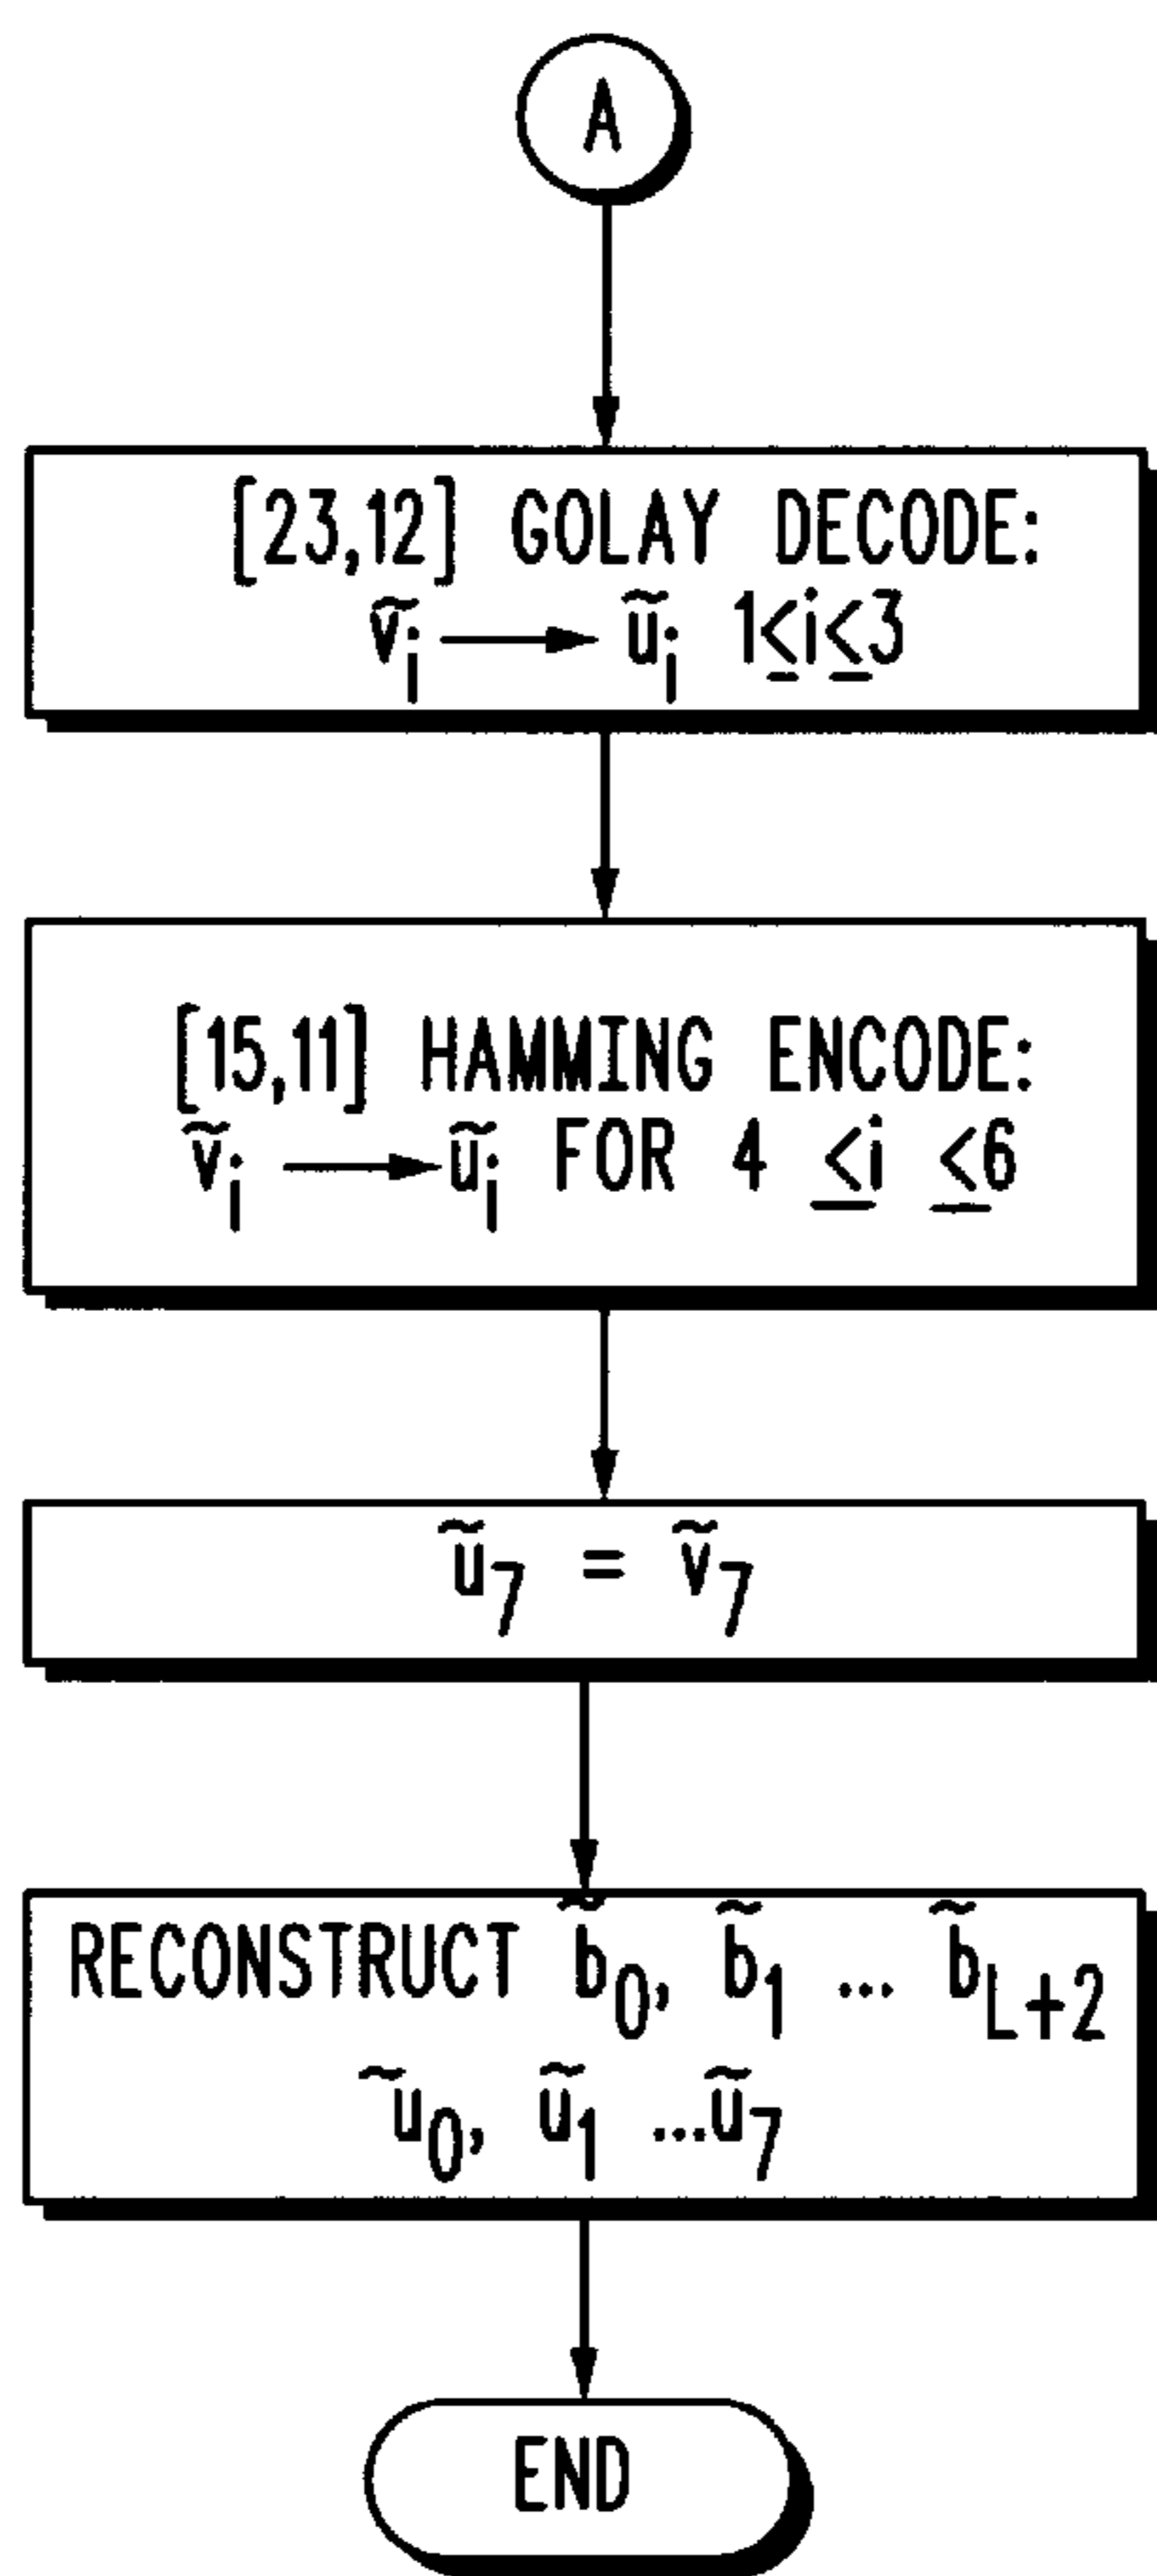 A
[23,12] GOLAY DECODE:
ṽᵢ → ũᵢ 1≤i≤3
[15,11] HAMMING ENCODE:
ṽᵢ → ũᵢ FOR 4 ≤i ≤6
ũ₇ = ṽ₇
RECONSTRUCT b̃₀, b̃₁ ... b̃L+2
ũ₀, ũ₁ ...ũ₇
END